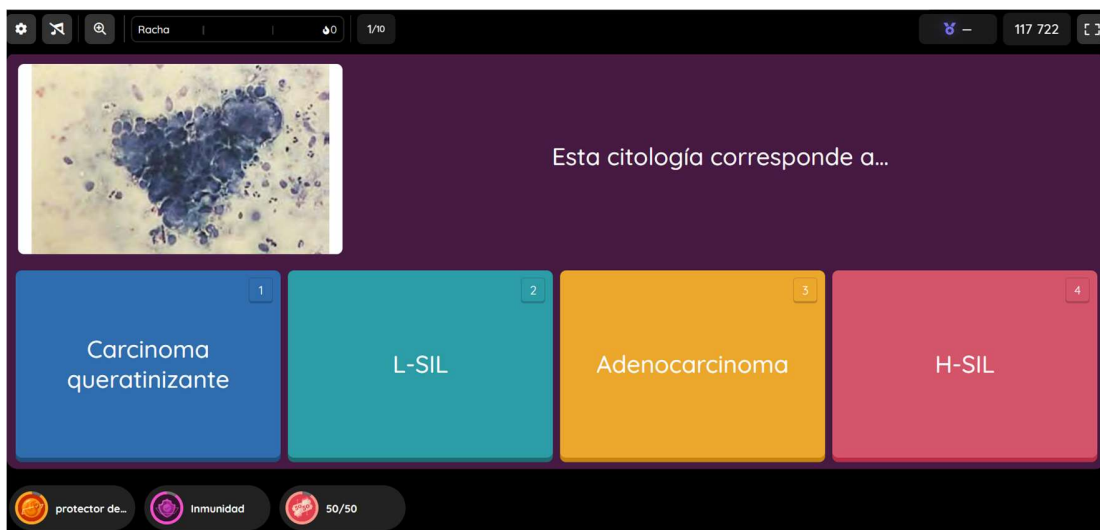 Racha
0
1/10
–
117 722
Esta citología corresponde a...
1
Carcinoma
queratinizante
2
L-SIL
3
Adenocarcinoma
4
H-SIL
protector de...
Inmunidad
50/50